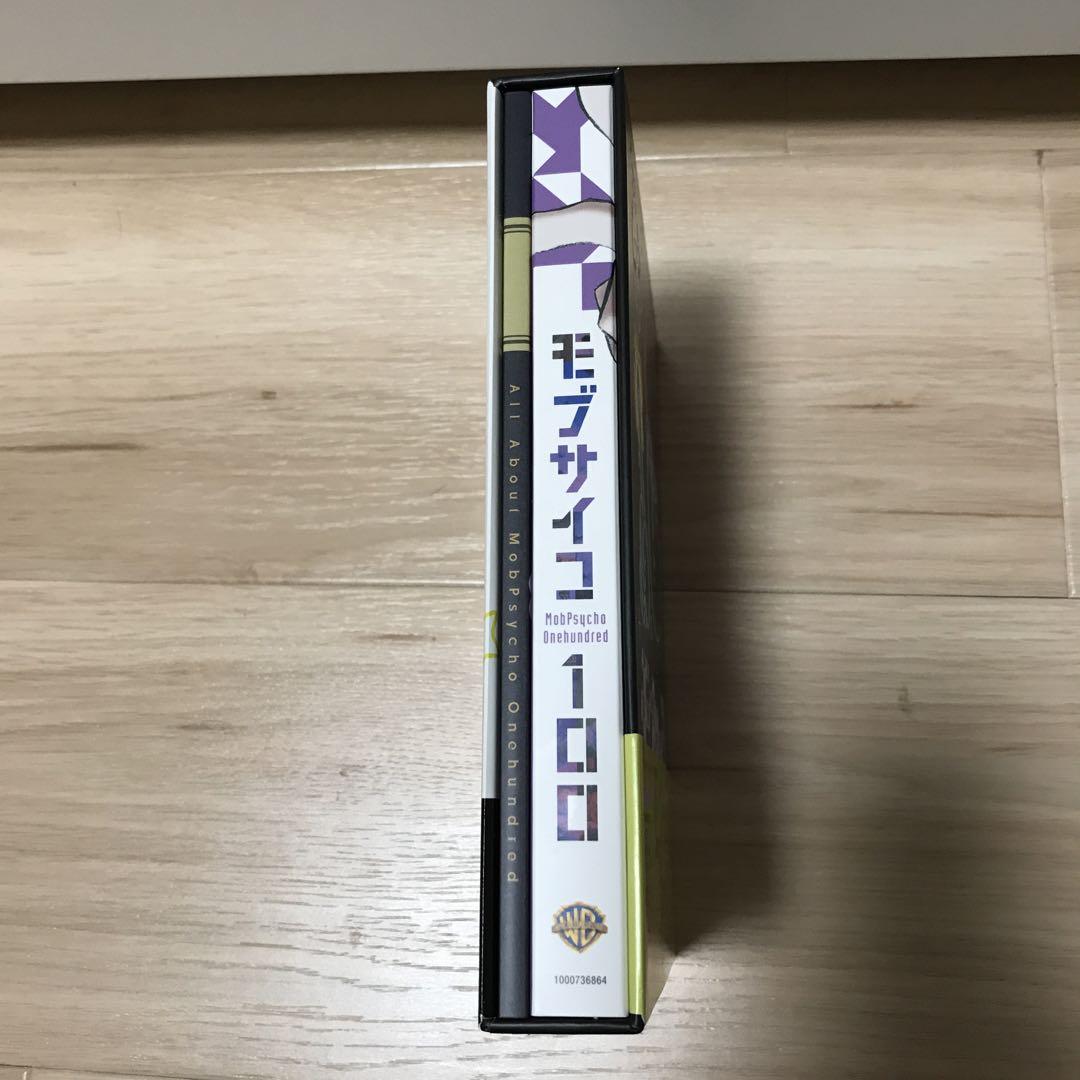 All About MobPsycho Onehundred
モブサイコ
MobPsycho
Onehundred
100
WB
1000736864